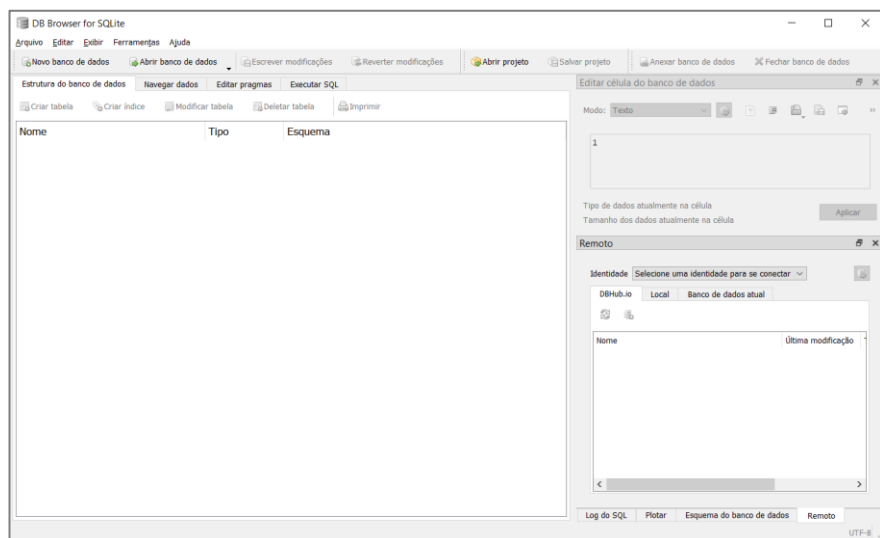 DB Browser for SQLite
Arquivo Editar Exibir Ferramentas Ajuda
Novo banco de dados Abrir banco de dados Escrever modificações Reverter modificações Abrir projeto Salvar projeto Anexar banco de dados Fechar banco de dados
Estrutura do banco de dados Navegar dados Editar pragmas Executar SQL
Criar tabela Criar índice Modificar tabela Deletar tabela Imprimir
Nome Tipo Esquema
Editar célula do banco de dados
Modo: Texto
1
Tipo de dados atualmente na célula
Tamanho dos dados atualmente na célula
Aplicar
Remoto
Identidade Selecione uma identidade para se conectar
DBHub.io Local Banco de dados atual
Nome Última modificação
Log do SQL Plotar Esquema do banco de dados Remoto
UTF-8